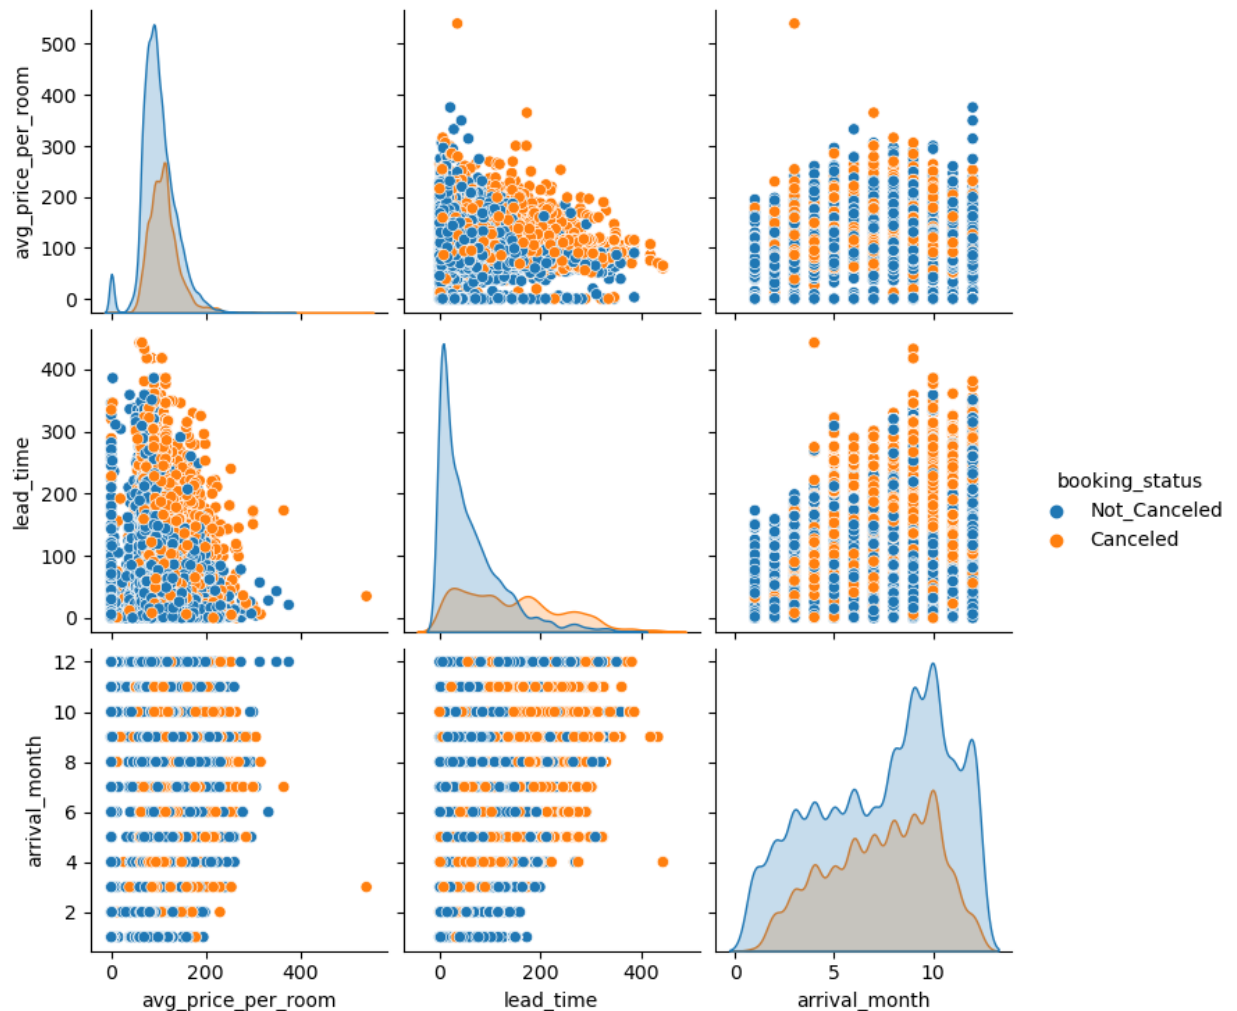 500
400
300
200
100
0
avg_price_per_room
400
300
200
100
0
lead_time
booking_status
Not_Canceled
Canceled
12
10
8
6
4
2
arrival_month
0 200 400
0 200 400
0 5 10
avg_price_per_room
lead_time
arrival_month